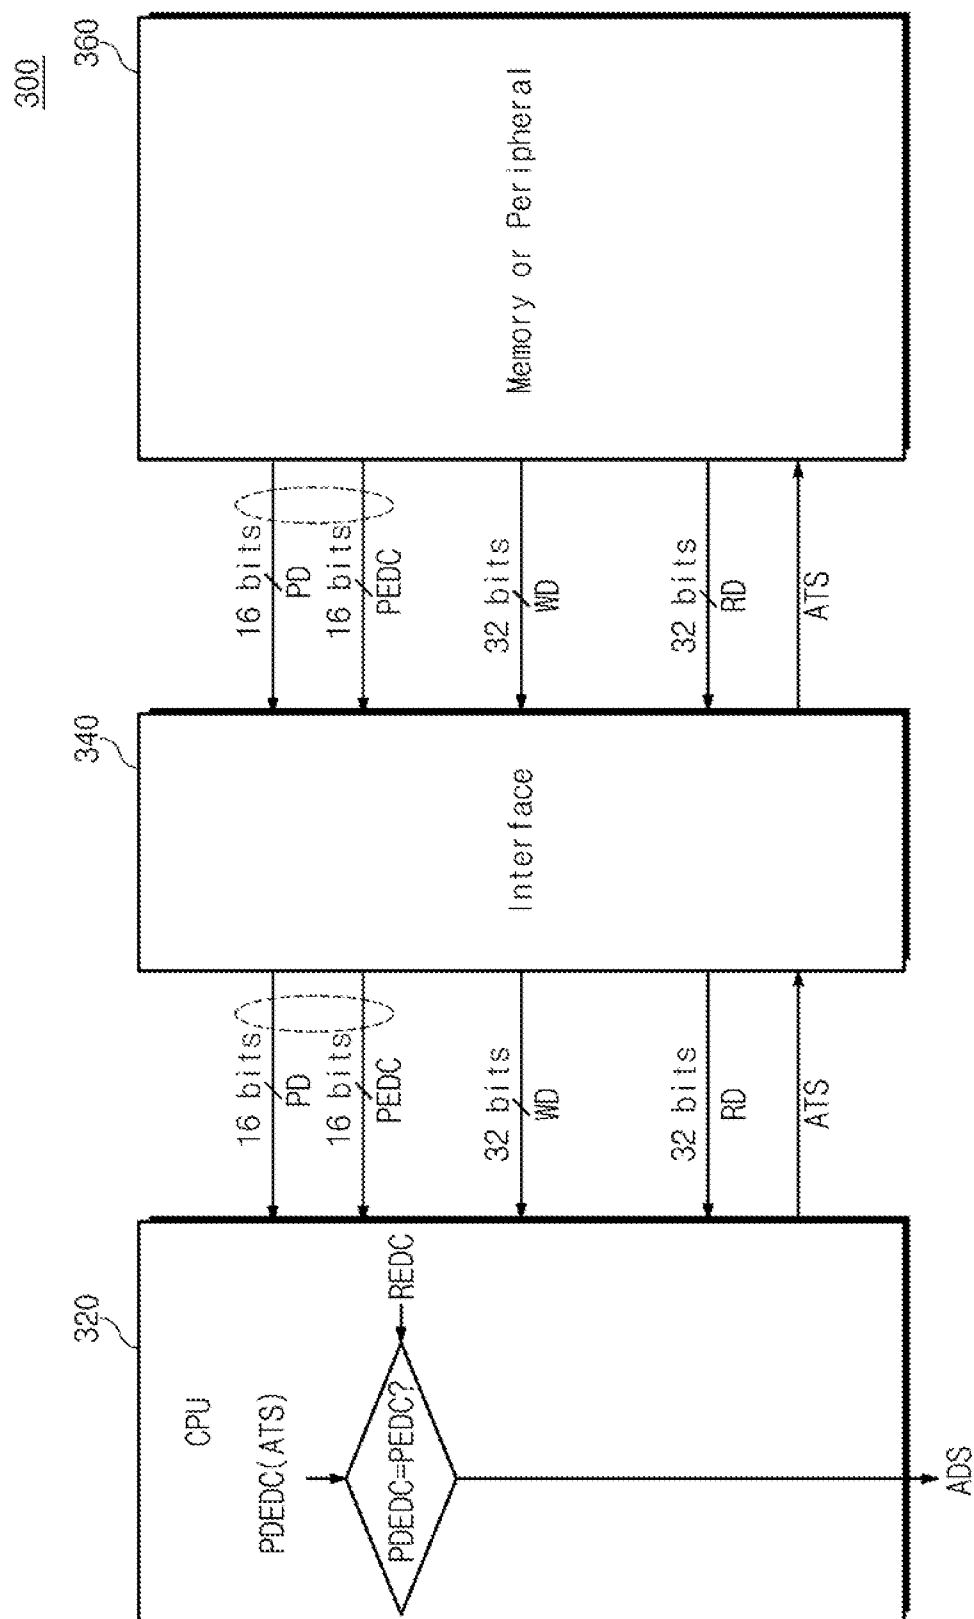 300
320
CPU
PDEDC(ATS)
PDEDC=PEDC?
REDC
ADS
16 bits
PD
16 bits
PEDC
32 bits
WD
32 bits
RD
ATS
340
Interface
16 bits
PD
16 bits
PEDC
32 bits
WD
32 bits
RD
ATS
360
Memory or Peripheral